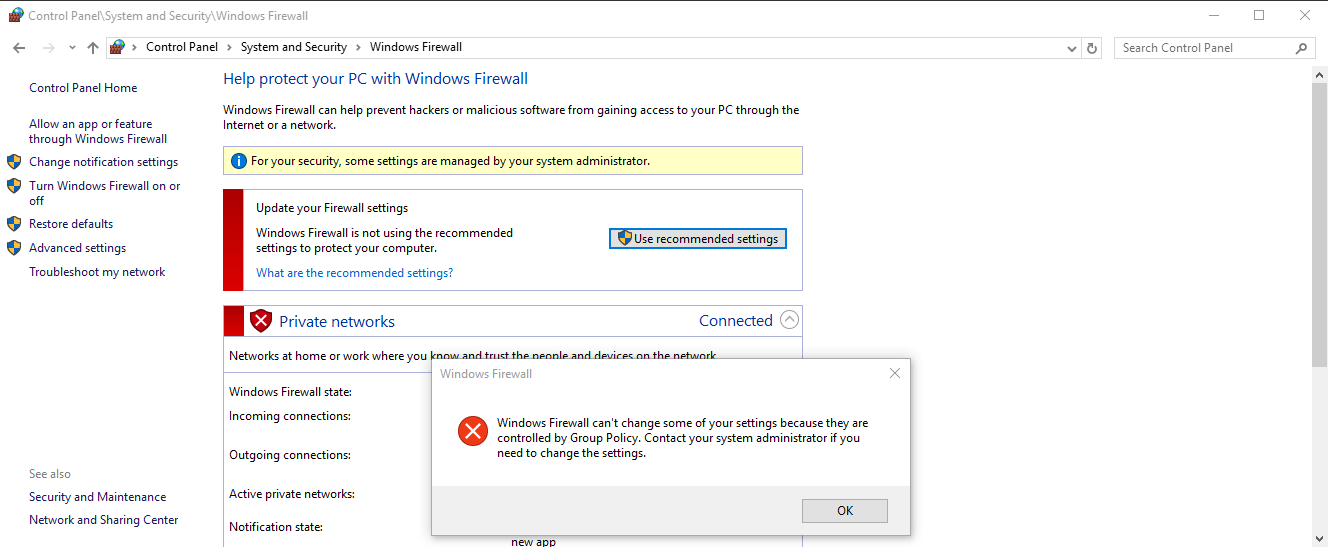 Control Panel\System and Security\Windows Firewall
Control Panel > System and Security > Windows Firewall
Search Control Panel
Control Panel Home
Allow an app or feature
through Windows Firewall
Change notification settings
Turn Windows Firewall on or
off
Restore defaults
Advanced settings
Troubleshoot my network
See also
Security and Maintenance
Network and Sharing Center
Help protect your PC with Windows Firewall
Windows Firewall can help prevent hackers or malicious software from gaining access to your PC through the
Internet or a network.
For your security, some settings are managed by your system administrator.
Update your Firewall settings
Windows Firewall is not using the recommended
settings to protect your computer.
Use recommended settings
What are the recommended settings?
Private networks
Connected
Networks at home or work where you know and trust the people and devices on the network
Windows Firewall state:
Incoming connections:
Outgoing connections:
Active private networks:
Notification state:
new app
Windows Firewall
Windows Firewall can't change some of your settings because they are
controlled by Group Policy. Contact your system administrator if you
need to change the settings.
OK